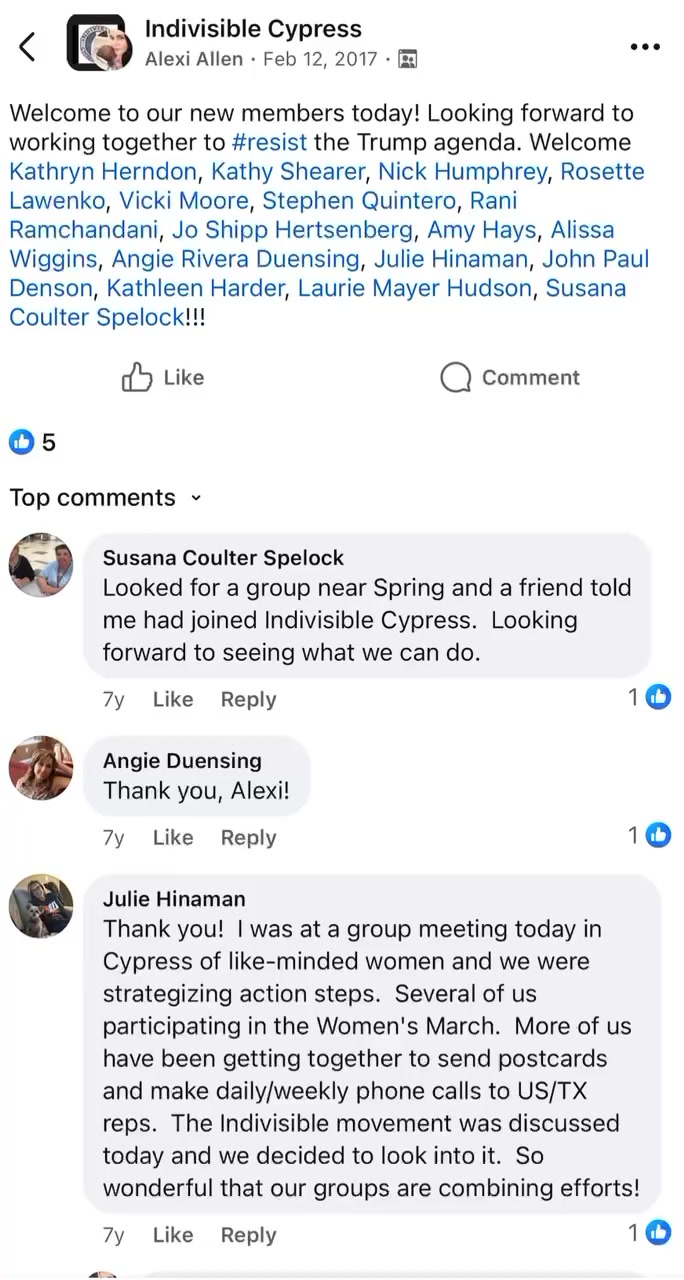 Indivisible Cypress
Alexi Allen · Feb 12, 2017 ·
Welcome to our new members today! Looking forward to
working together to #resist the Trump agenda. Welcome
Kathryn Herndon, Kathy Shearer, Nick Humphrey, Rosette
Lawenko, Vicki Moore, Stephen Quintero, Rani
Ramchandani, Jo Shipp Hertsenberg, Amy Hays, Alissa
Wiggins, Angie Rivera Duensing, Julie Hinaman, John Paul
Denson, Kathleen Harder, Laurie Mayer Hudson, Susana
Coulter Spelock!!!
Like Comment
5
Top comments
Susana Coulter Spelock
Looked for a group near Spring and a friend told
me had joined Indivisible Cypress. Looking
forward to seeing what we can do.
7y Like Reply 1
Angie Duensing
Thank you, Alexi!
7y Like Reply 1
Julie Hinaman
Thank you! I was at a group meeting today in
Cypress of like-minded women and we were
strategizing action steps. Several of us
participating in the Women's March. More of us
have been getting together to send postcards
and make daily/weekly phone calls to US/TX
reps. The Indivisible movement was discussed
today and we decided to look into it. So
wonderful that our groups are combining efforts!
7y Like Reply 1